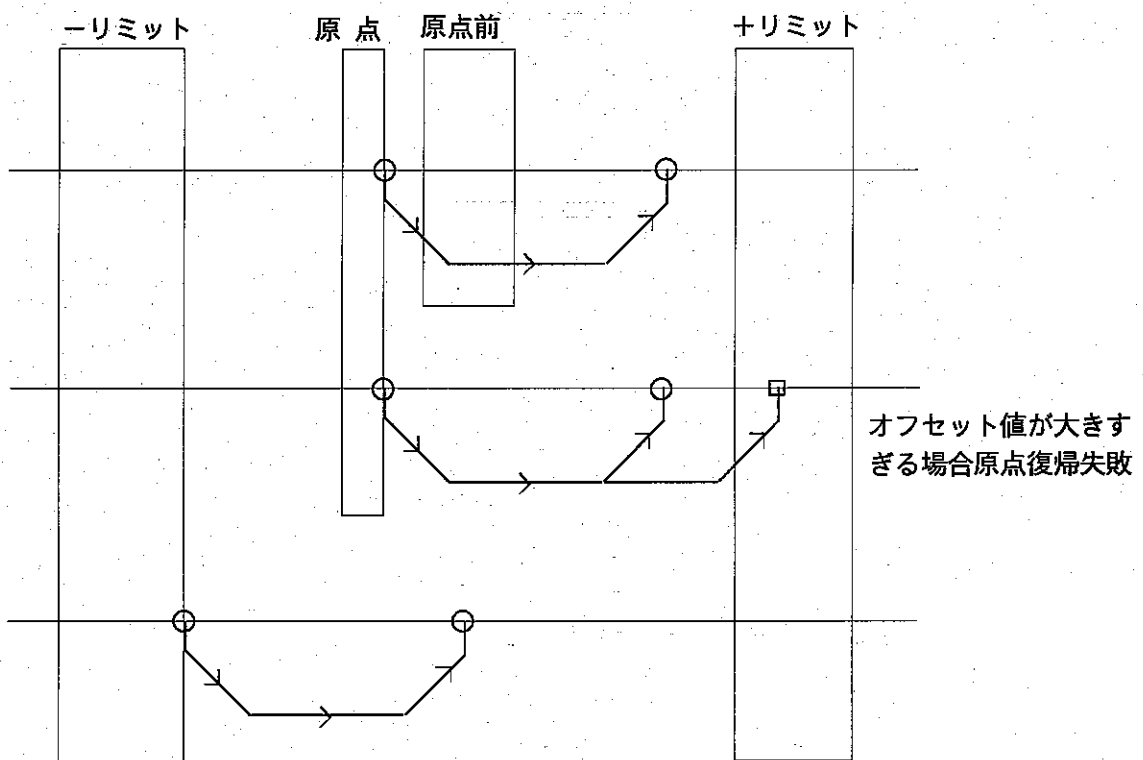 －リミット
原 点
原点前
＋リミット
オフセット値が大きす
ぎる場合原点復帰失敗